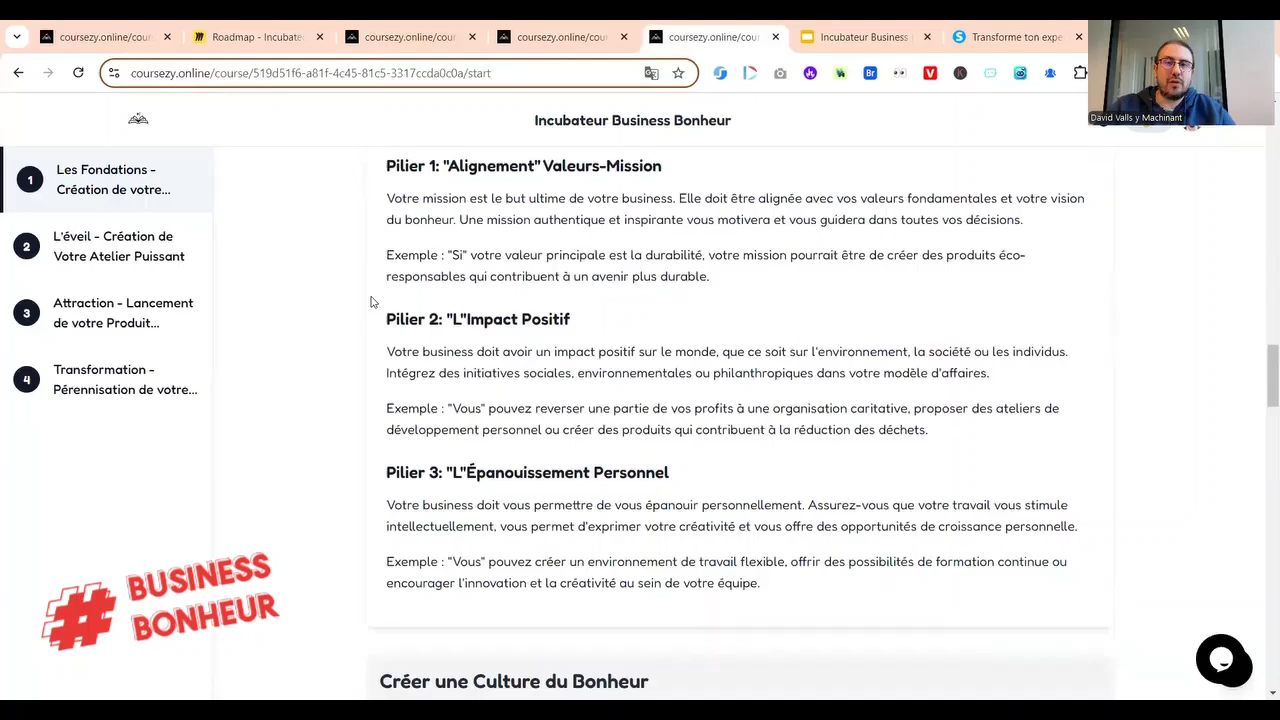 coursezy.online/cour
Roadmap - Incubate
coursezy.online/cour
coursezy.online/cour
coursezy.online/cour
Incubateur Business
Transforme ton expe
coursezy.online/course/519d51f6-a81f-4c45-81c5-3317ccda0c0a/start
David Valls y Machinant
Incubateur Business Bonheur
1
Les Fondations -
Création de votre...
2
L'éveil - Création de
Votre Atelier Puissant
3
Attraction - Lancement
de votre Produit...
4
Transformation -
Pérennisation de votre...
Pilier 1: "Alignement" Valeurs-Mission
Votre mission est le but ultime de votre business. Elle doit être alignée avec vos valeurs fondamentales et votre vision
du bonheur. Une mission authentique et inspirante vous motivera et vous guidera dans toutes vos décisions.
Exemple : "Si" votre valeur principale est la durabilité, votre mission pourrait être de créer des produits éco-
responsables qui contribuent à un avenir plus durable.
Pilier 2: "L"Impact Positif
Votre business doit avoir un impact positif sur le monde, que ce soit sur l'environnement, la société ou les individus.
Intégrez des initiatives sociales, environnementales ou philanthropiques dans votre modèle d'affaires.
Exemple : "Vous" pouvez reverser une partie de vos profits à une organisation caritative, proposer des ateliers de
développement personnel ou créer des produits qui contribuent à la réduction des déchets.
Pilier 3: "L"Épanouissement Personnel
Votre business doit vous permettre de vous épanouir personnellement. Assurez-vous que votre travail vous stimule
intellectuellement, vous permet d'exprimer votre créativité et vous offre des opportunités de croissance personnelle.
Exemple : "Vous" pouvez créer un environnement de travail flexible, offrir des possibilités de formation continue ou
encourager l'innovation et la créativité au sein de votre équipe.
Créer une Culture du Bonheur
# BUSINESS
BONHEUR